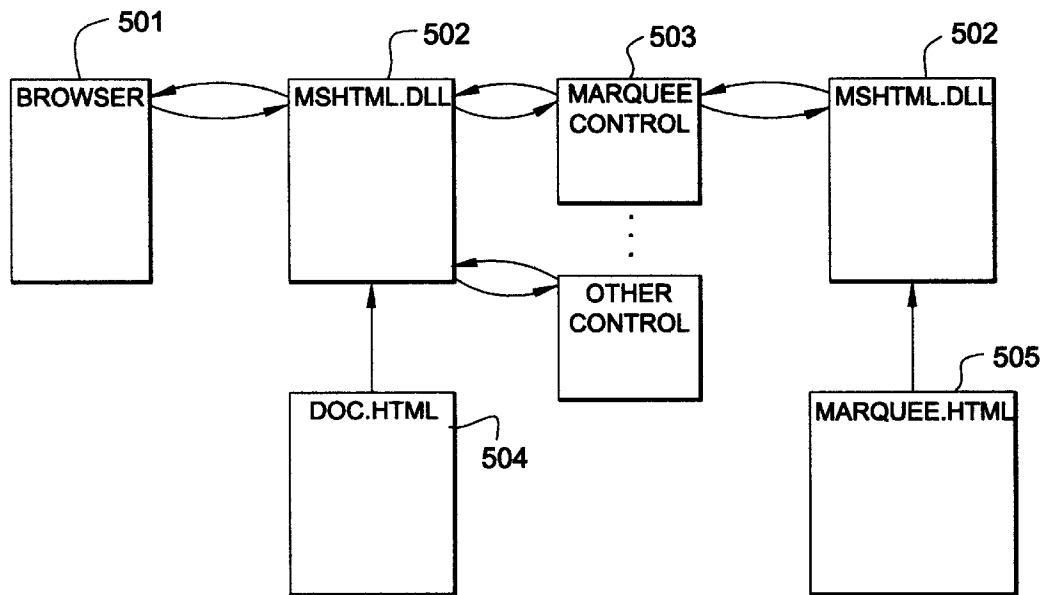 501
502
503
502
BROWSER
MSHTML.DLL
MARQUEE
CONTROL
MSHTML.DLL
OTHER
CONTROL
505
DOC.HTML
504
MARQUEE.HTML